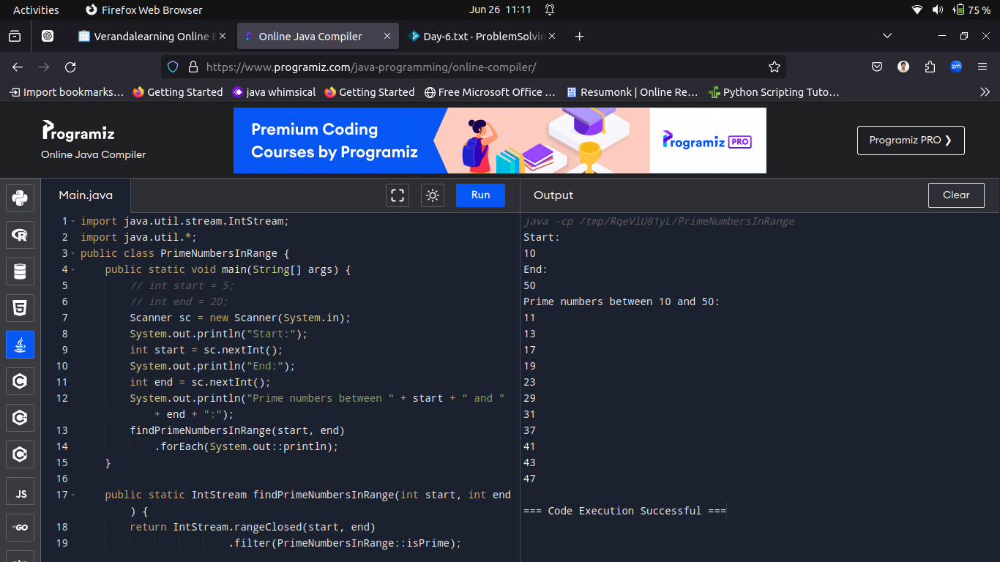 Activities Firefox Web Browser Jun 26 11:11 75 %
Verandalearning Online E Online Java Compiler Day-6.txt · ProblemSolvin
https://www.programiz.com/java-programming/online-compiler/ zm
Import bookmarks… Getting Started java whimsical Getting Started Free Microsoft Office … Resumonk | Online Re… Python Scripting Tuto…
Programiz
Online Java Compiler
Premium Coding
Courses by Programiz
Programiz PRO
Programiz PRO ❯
Main.java Run
1 import java.util.stream.IntStream;
2 import java.util.*;
3 public class PrimeNumbersInRange {
4 public static void main(String[] args) {
5 // int start = 5;
6 // int end = 20;
7 Scanner sc = new Scanner(System.in);
8 System.out.println("Start:");
9 int start = sc.nextInt();
10 System.out.println("End:");
11 int end = sc.nextInt();
12 System.out.println("Prime numbers between " + start + " and "
+ end + ":");
13 findPrimeNumbersInRange(start, end)
14 .forEach(System.out::println);
15 }
16
17 public static IntStream findPrimeNumbersInRange(int start, int end
) {
18 return IntStream.rangeClosed(start, end)
19 .filter(PrimeNumbersInRange::isPrime);
JS
GO
Output Clear
java -cp /tmp/RqeVlU81yL/PrimeNumbersInRange
Start:
10
End:
50
Prime numbers between 10 and 50:
11
13
17
19
23
29
31
37
41
43
47
=== Code Execution Successful ===